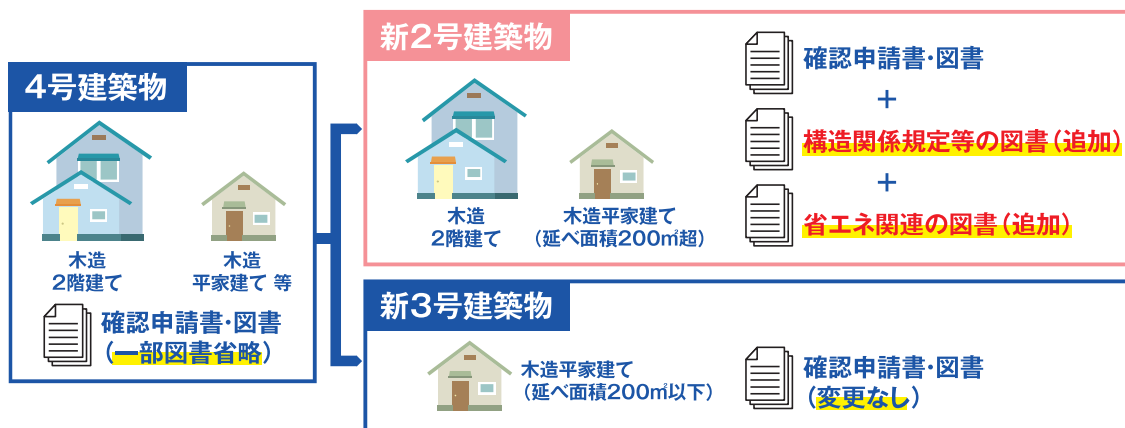 4号建築物
木造
2階建て
木造
平家建て 等
確認申請書・図書
（一部図書省略）
新2号建築物
木造
2階建て
木造平家建て
（延べ面積200㎡超）
確認申請書・図書
+
構造関係規定等の図書（追加）
+
省エネ関連の図書（追加）
新3号建築物
木造平家建て
（延べ面積200㎡以下）
確認申請書・図書
（変更なし）